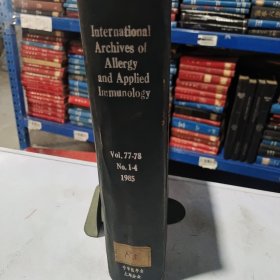 International
Archives of
Allergy
and Applied
Immunology
Vol. 77-78
No. 1-4
1985